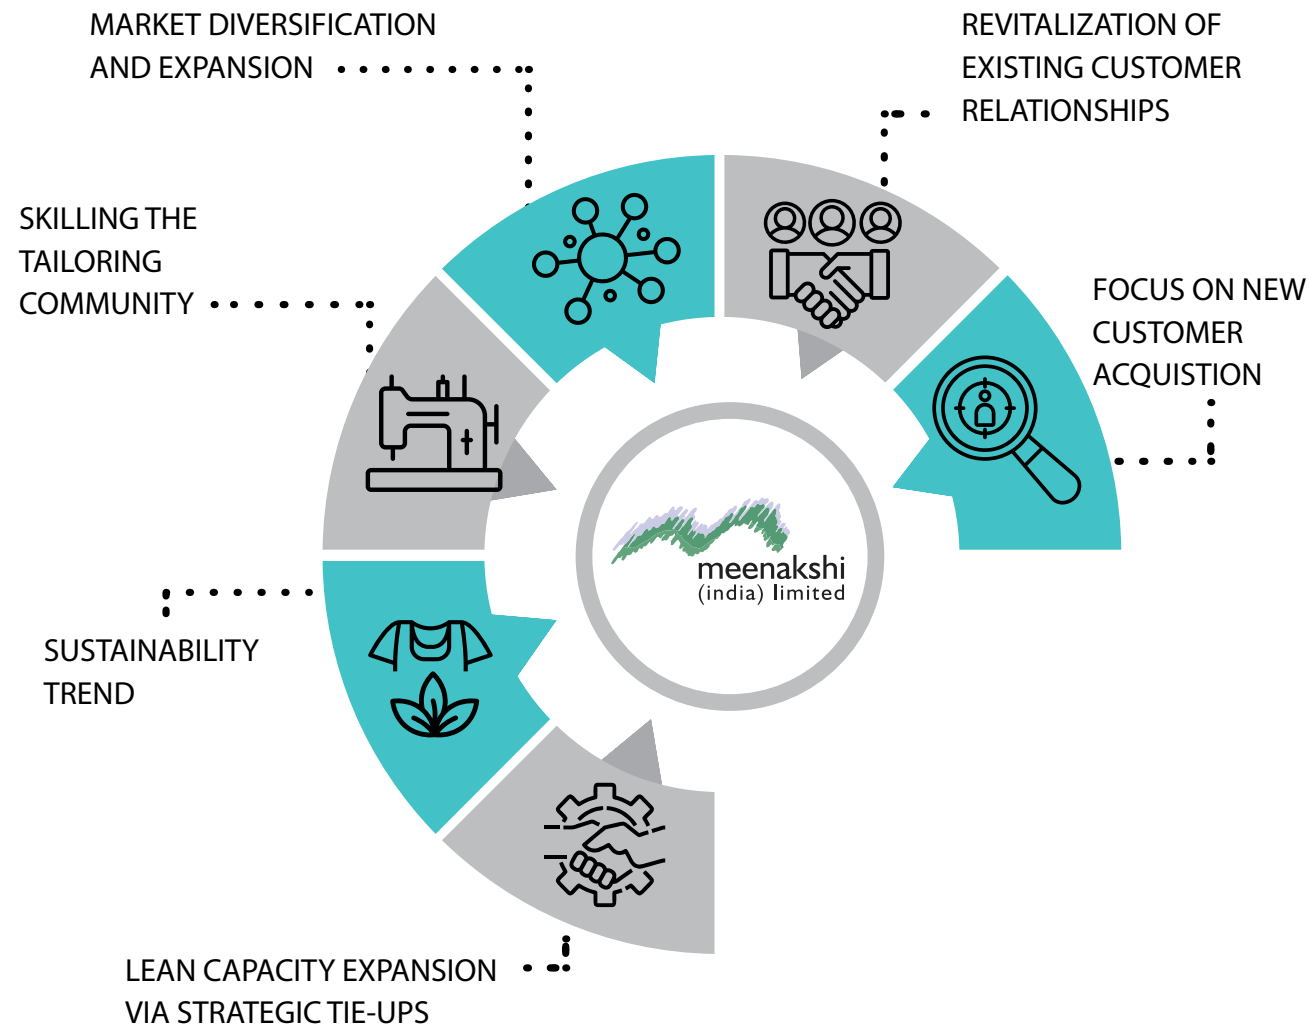 MARKET DIVERSIFICATION
AND EXPANSION
REVITALIZATION OF
EXISTING CUSTOMER
RELATIONSHIPS
SKILLING THE
TAILORING
COMMUNITY
FOCUS ON NEW
CUSTOMER
ACQUISTION
meenakshi
(india) limited
SUSTAINABILITY
TREND
LEAN CAPACITY EXPANSION
VIA STRATEGIC TIE-UPS